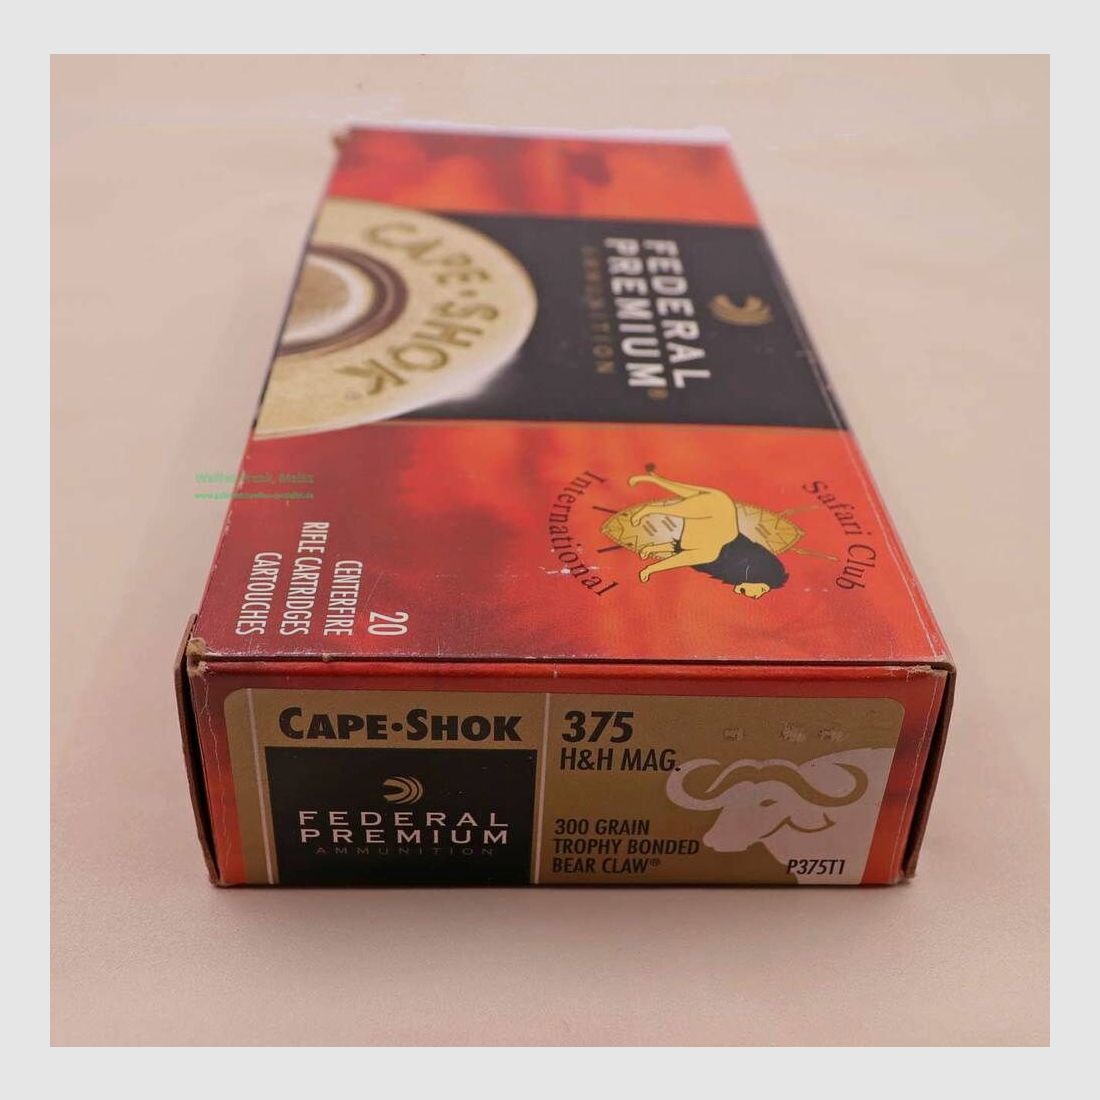 CAPE•SHOK®
FEDERAL
PREMIUM®
AMMUNITION
Safari Club
International
20
CENTERFIRE
RIFLE CARTRIDGES
CARTOUCHES
CAPE•SHOK
FEDERAL
PREMIUM
AMMUNITION
375
H&H MAG.
300 GRAIN
TROPHY BONDED
BEAR CLAW®
P375T1